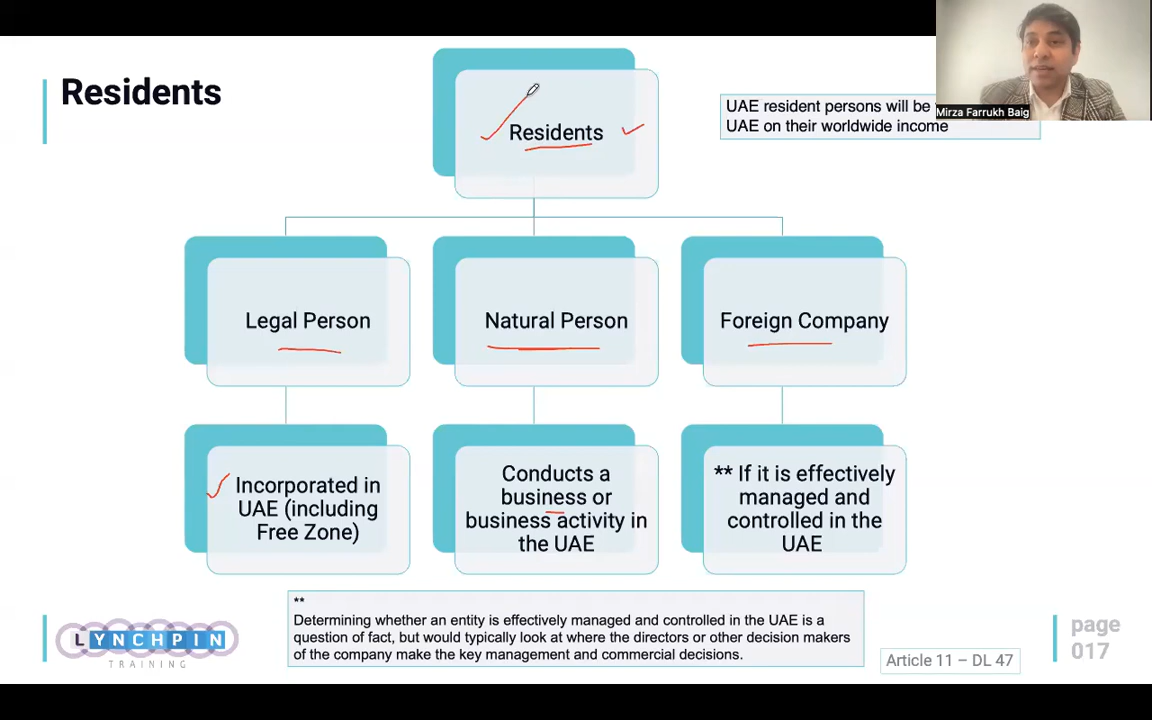 Residents
UAE resident persons will be
UAE on their worldwide income
Mirza Farrukh Baig
Residents
Legal Person
Natural Person
Foreign Company
Incorporated in
UAE (including
Free Zone)
Conducts a
business or
business activity in
the UAE
** If it is effectively
managed and
controlled in the
UAE
**
Determining whether an entity is effectively managed and controlled in the UAE is a
question of fact, but would typically look at where the directors or other decision makers
of the company make the key management and commercial decisions.
LYNCHPIN
TRAINING
Article 11 – DL 47
page
017